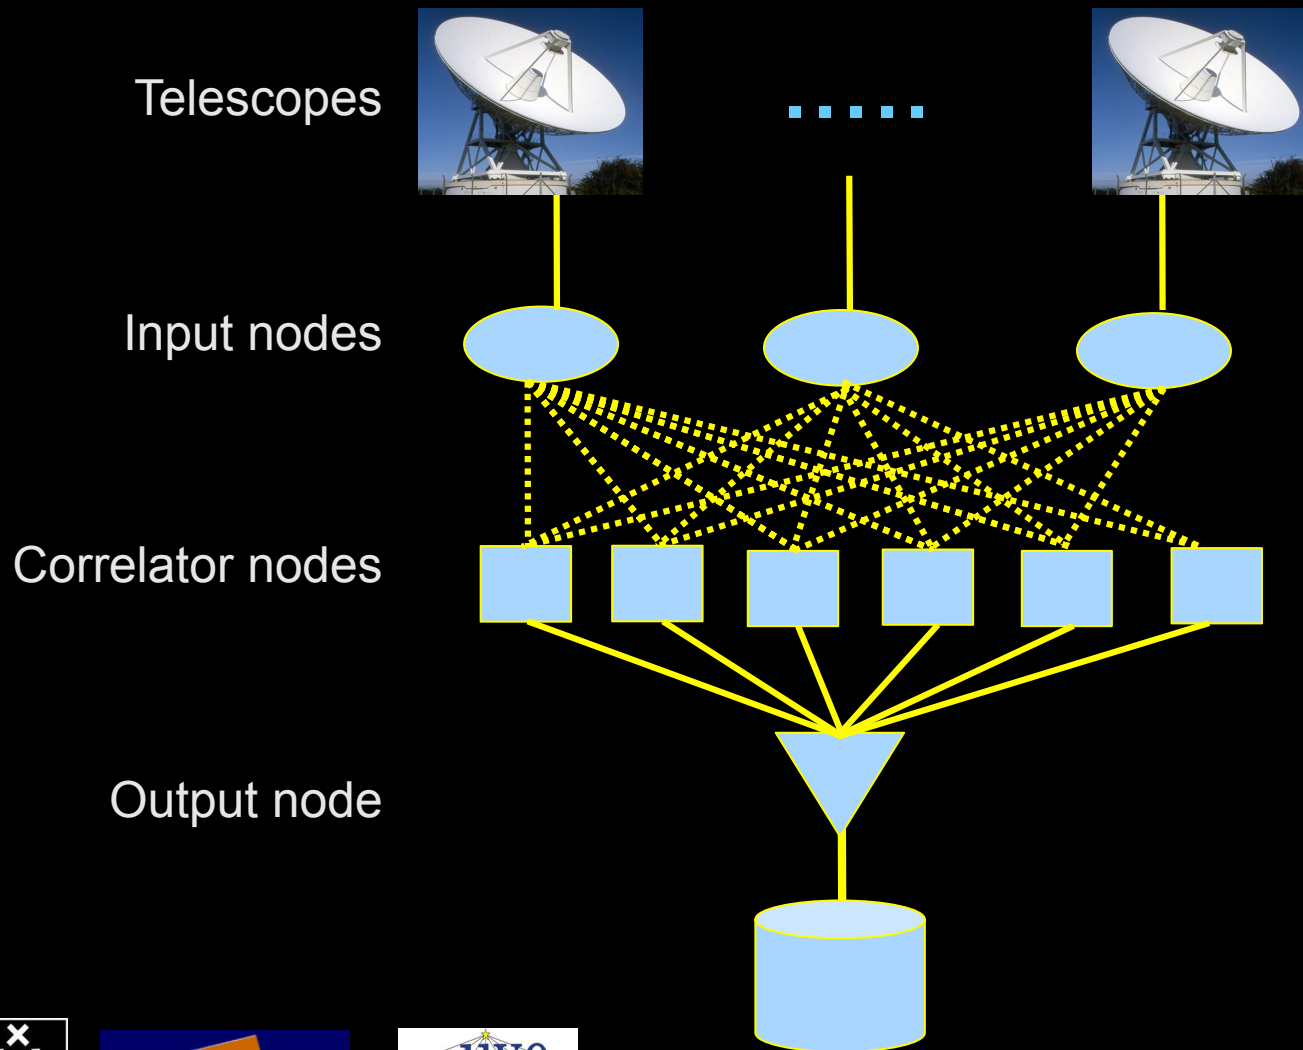 Telescopes
Input nodes
Correlator nodes
Output node